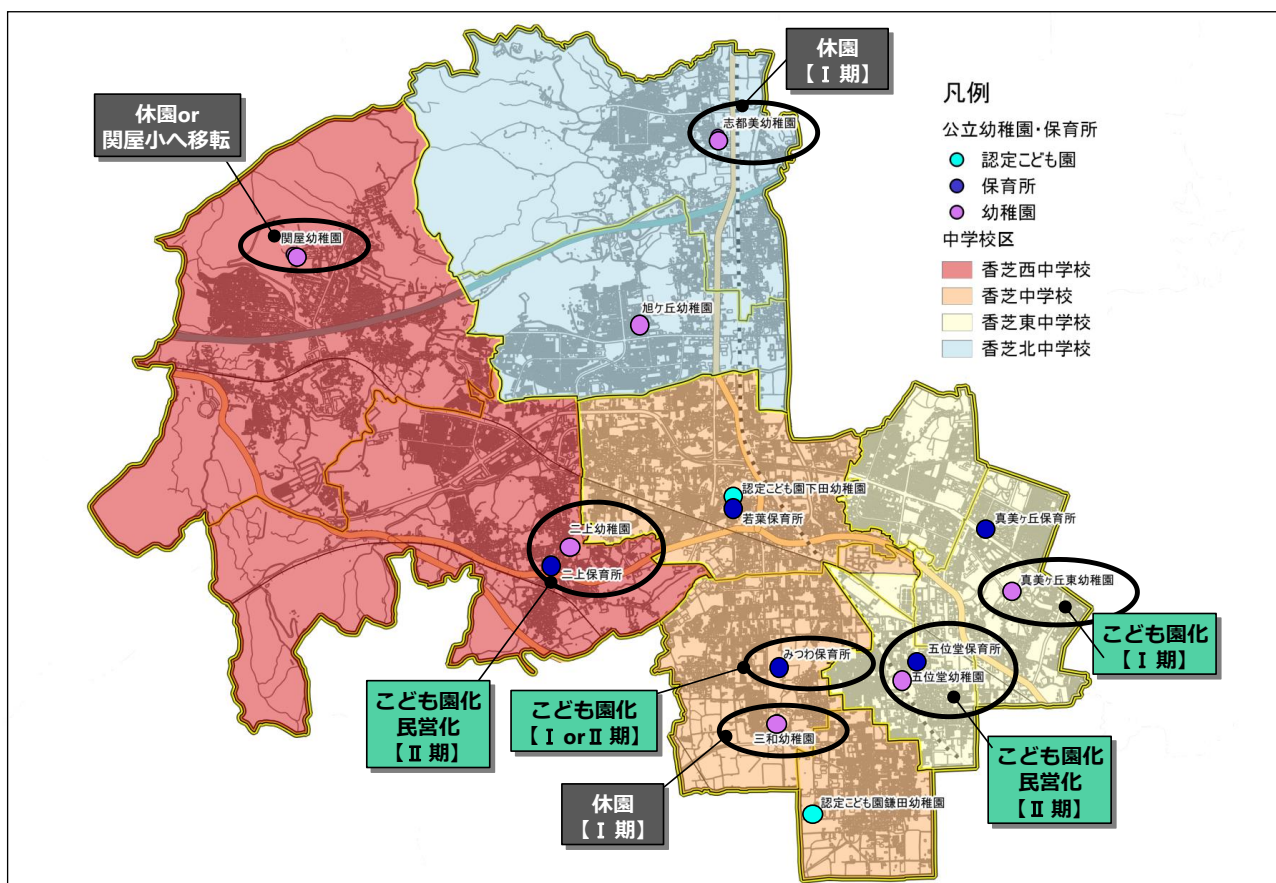 休園
【Ⅰ期】
休園or
関屋小へ移転
志都美幼稚園
関屋幼稚園
旭ケ丘幼稚園
凡例
公立幼稚園・保育所
認定こども園
保育所
幼稚園
中学校区
香芝西中学校
香芝中学校
香芝東中学校
香芝北中学校
認定こども園下田幼稚園
若葉保育所
真美ヶ丘保育所
二上幼稚園
二上保育所
真美ヶ丘東幼稚園
こども園化
【Ⅰ期】
みつわ保育所
五位堂保育所
五位堂幼稚園
こども園化
民営化
【Ⅱ期】
こども園化
【ⅠorⅡ期】
三和幼稚園
こども園化
民営化
【Ⅱ期】
休園
【Ⅰ期】
認定こども園鎌田幼稚園